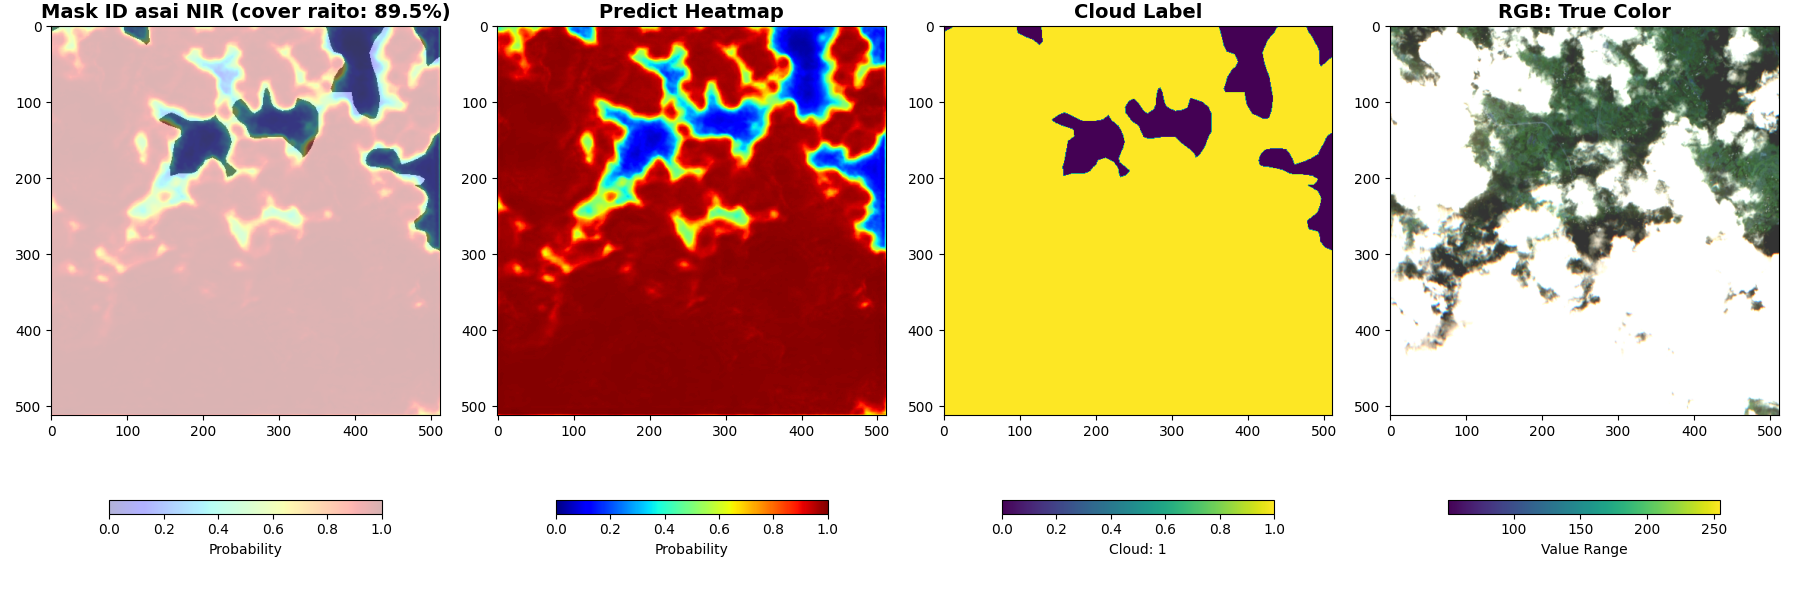 Mask ID asai NIR (cover raito: 89.5%)
0
100
200
300
400
500
0 100 200 300 400 500
0.0 0.2 0.4 0.6 0.8 1.0
Probability
Predict Heatmap
0
100
200
300
400
500
0 100 200 300 400 500
0.0 0.2 0.4 0.6 0.8 1.0
Probability
Cloud Label
0
100
200
300
400
500
0 100 200 300 400 500
0.0 0.2 0.4 0.6 0.8 1.0
Cloud: 1
RGB: True Color
0
100
200
300
400
500
0 100 200 300 400 500
100 150 200 250
Value Range